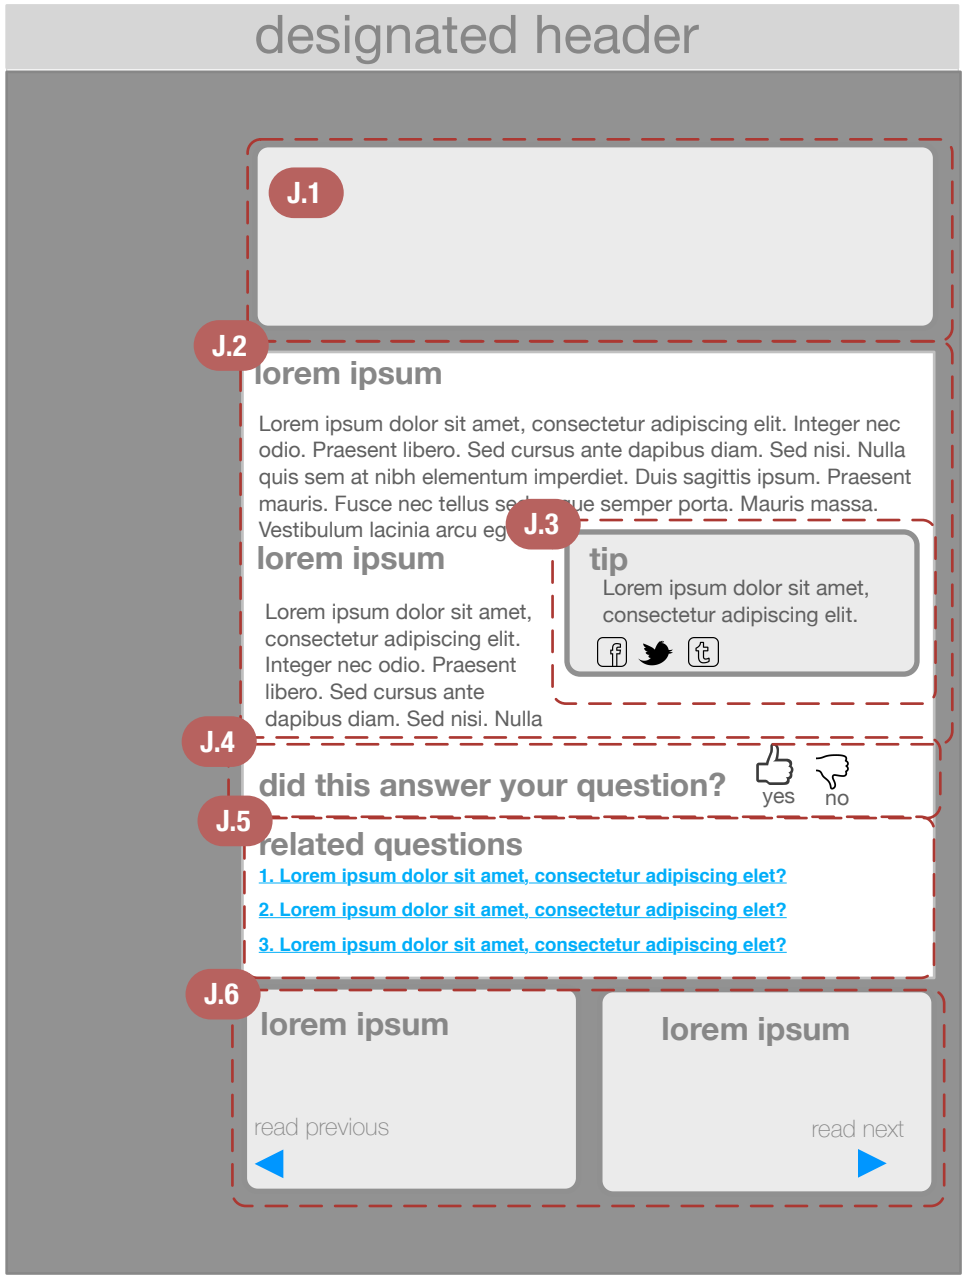 designated header
J.1
J.2
lorem ipsum
Lorem ipsum dolor sit amet, consectetur adipiscing elit. Integer nec
odio. Praesent libero. Sed cursus ante dapibus diam. Sed nisi. Nulla
quis sem at nibh elementum imperdiet. Duis sagittis ipsum. Praesent
mauris. Fusce nec tellus semper porta. Mauris massa.
Vestibulum lacinia arcu
J.3
lorem ipsum
Lorem ipsum dolor sit amet,
consectetur adipiscing elit.
Integer nec odio. Praesent
libero. Sed cursus ante
dapibus diam. Sed nisi. Nulla
tip
Lorem ipsum dolor sit amet,
consectetur adipiscing elit.
f t
J.4
did this answer your question?
yes no
J.5
related questions
1. Lorem ipsum dolor sit amet, consectetur adipiscing elet?
2. Lorem ipsum dolor sit amet, consectetur adipiscing elet?
3. Lorem ipsum dolor sit amet, consectetur adipiscing elet?
J.6
lorem ipsum
read previous
lorem ipsum
read next